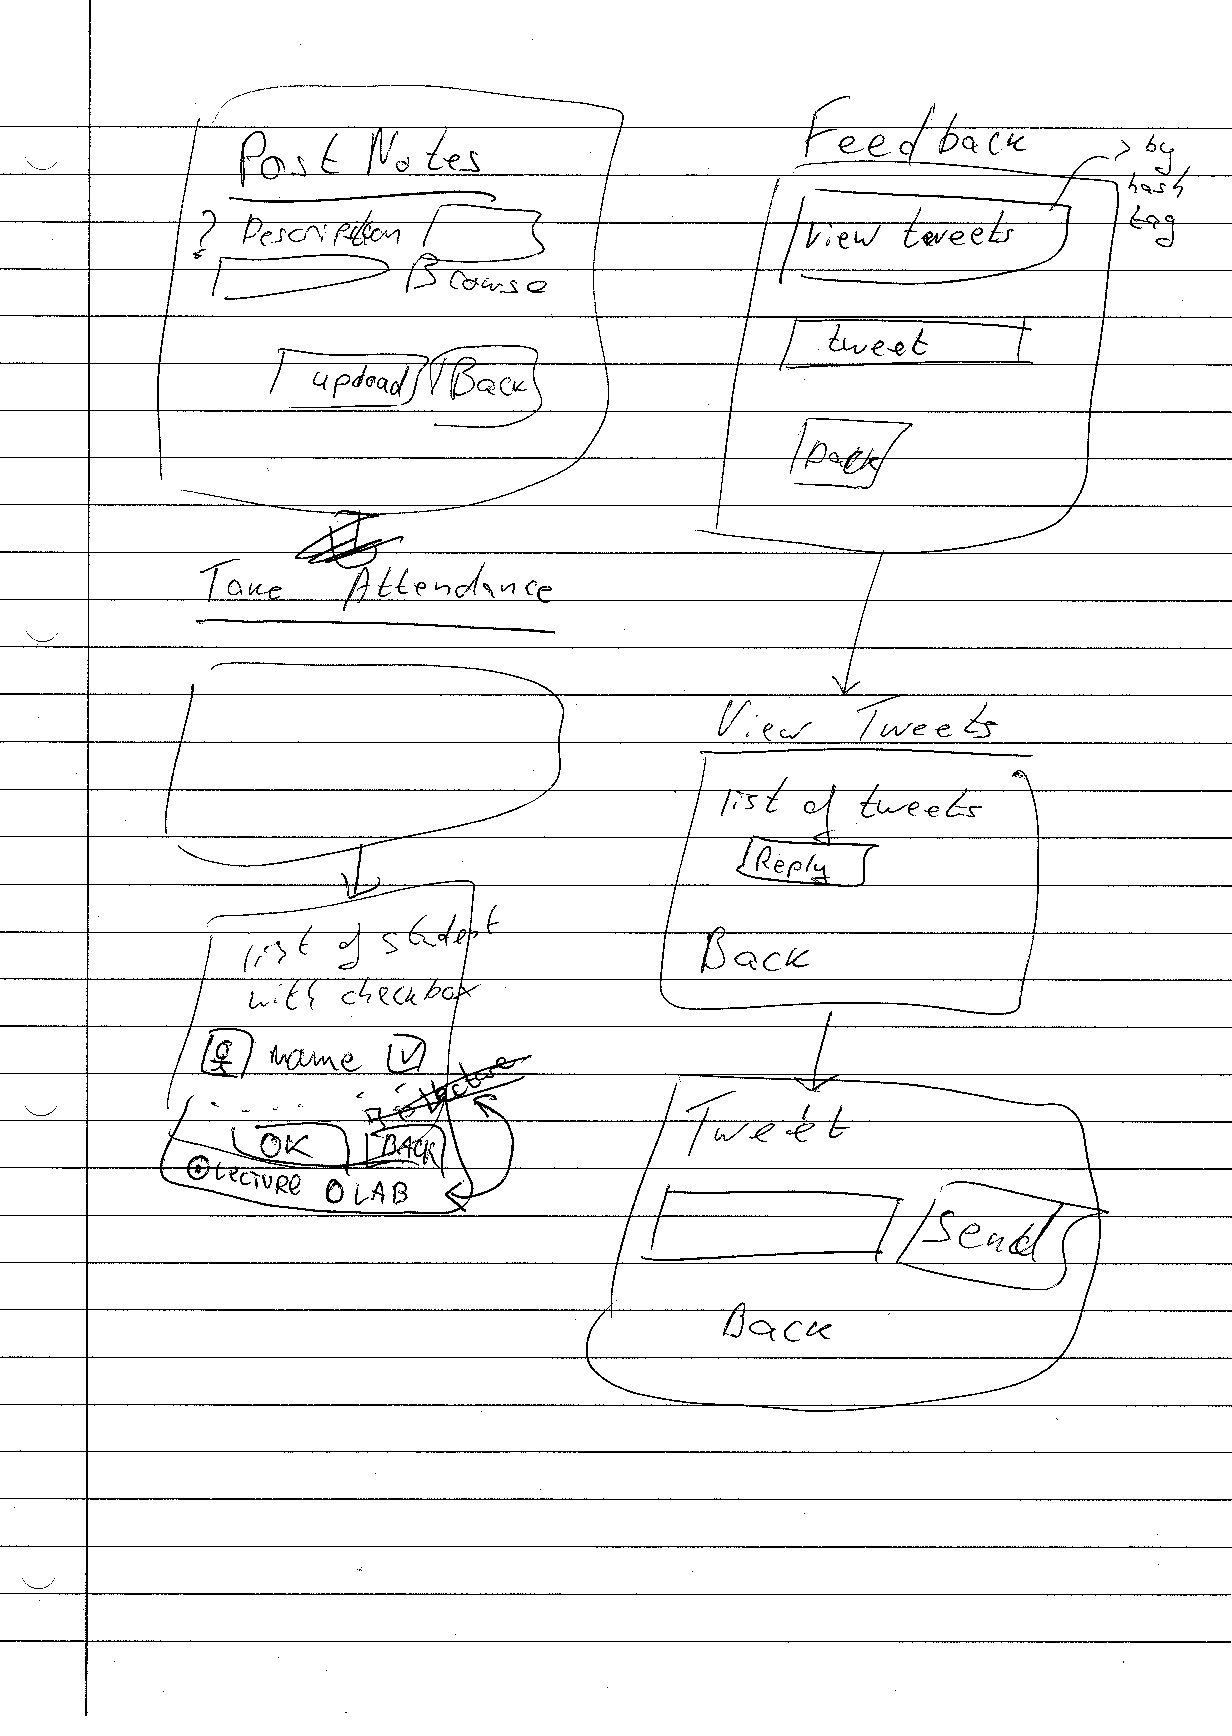 Post Notes
? Description
Browse
upload Back
Take Attendance
list of student
with checkbox
name
lecture
OK BACK
LECTURE LAB
Feedback
> by
hash
tag
View tweets
tweet
back
View Tweets
list of tweets
Reply
Back
Tweet
Send
Back